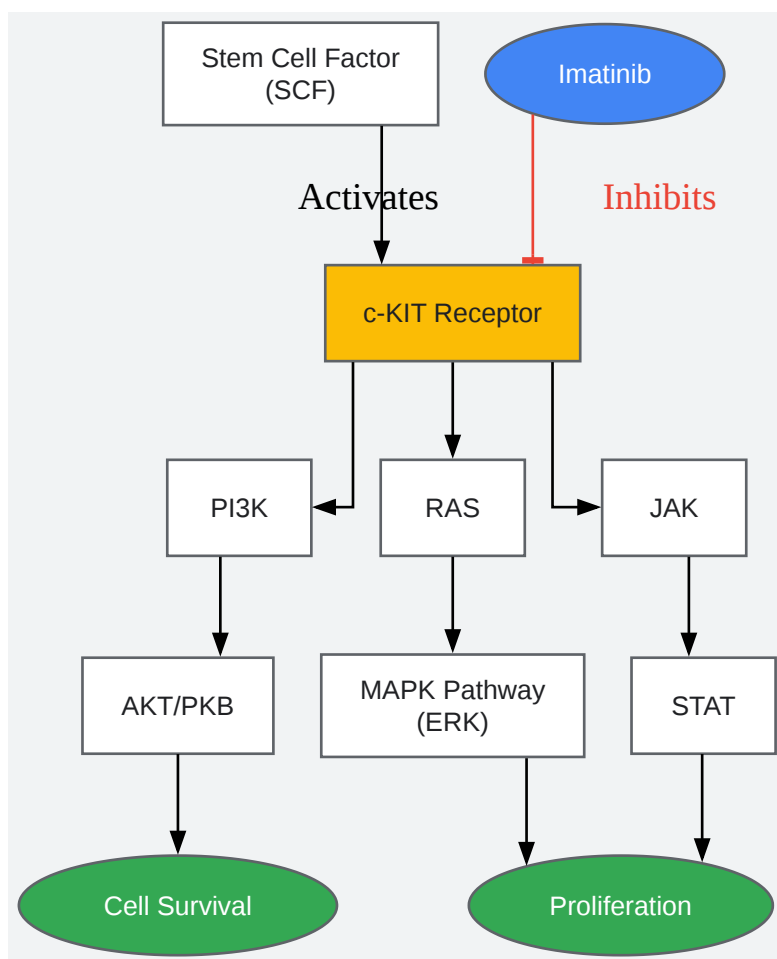 Stem Cell Factor
(SCF)
Imatinib
Activates
Inhibits
c-KIT Receptor
PI3K
RAS
JAK
AKT/PKB
MAPK Pathway
(ERK)
STAT
Cell Survival
Proliferation